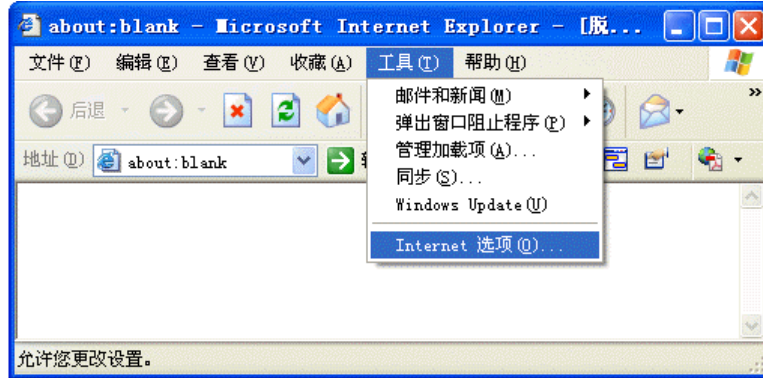 about:blank - Microsoft Internet Explorer - [脱...
文件(F) 编辑(E) 查看(V) 收藏(A) 工具(T) 帮助(H)
后退
邮件和新闻(M)
弹出窗口阻止程序(P)
管理加载项(A)...
同步(S)...
Windows Update(U)
Internet 选项(O)...
地址(D) about:blank
允许您更改设置。